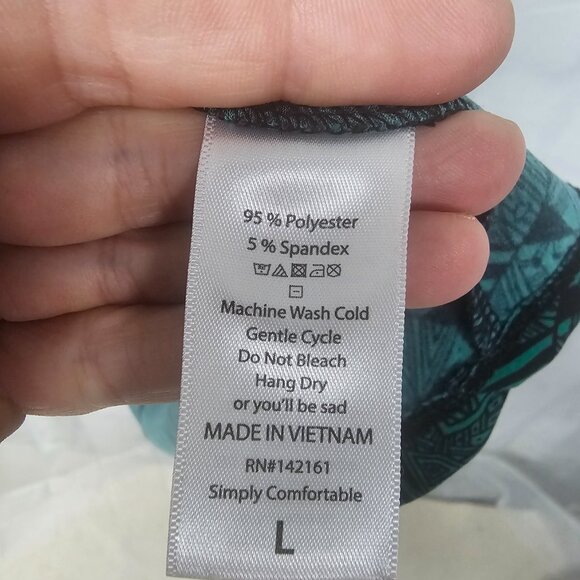 95 % Polyester
5 % Spandex
Machine Wash Cold
Gentle Cycle
Do Not Bleach
Hang Dry
or you'll be sad
MADE IN VIETNAM
RN#142161
Simply Comfortable
L